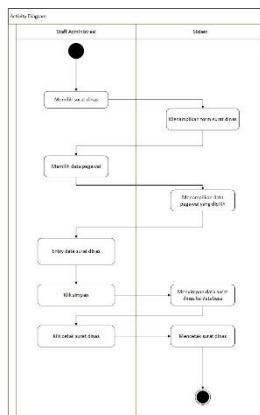 Activity Diagram
Staff Administrasi
Sistem
Memilih surat dinas
Menampilkan form surat dinas
Memilih data pegawai
Menampilkan data
pegawai yang dipilih
Entry data surat dinas
Klik simpan
Menyimpan data surat
dinas ke database
Klik cetak surat dinas
Mencetak surat dinas